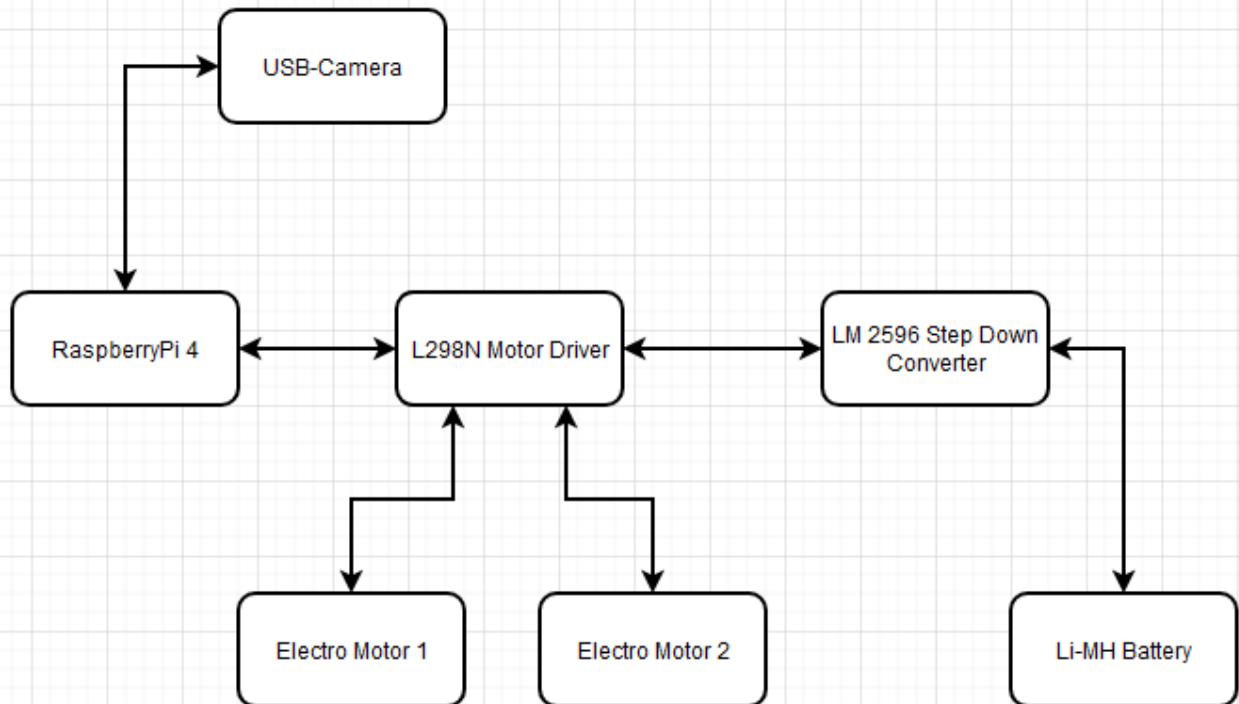 USB-Camera
RaspberryPi 4
L298N Motor Driver
LM 2596 Step Down
Converter
Electro Motor 1
Electro Motor 2
Li-MH Battery